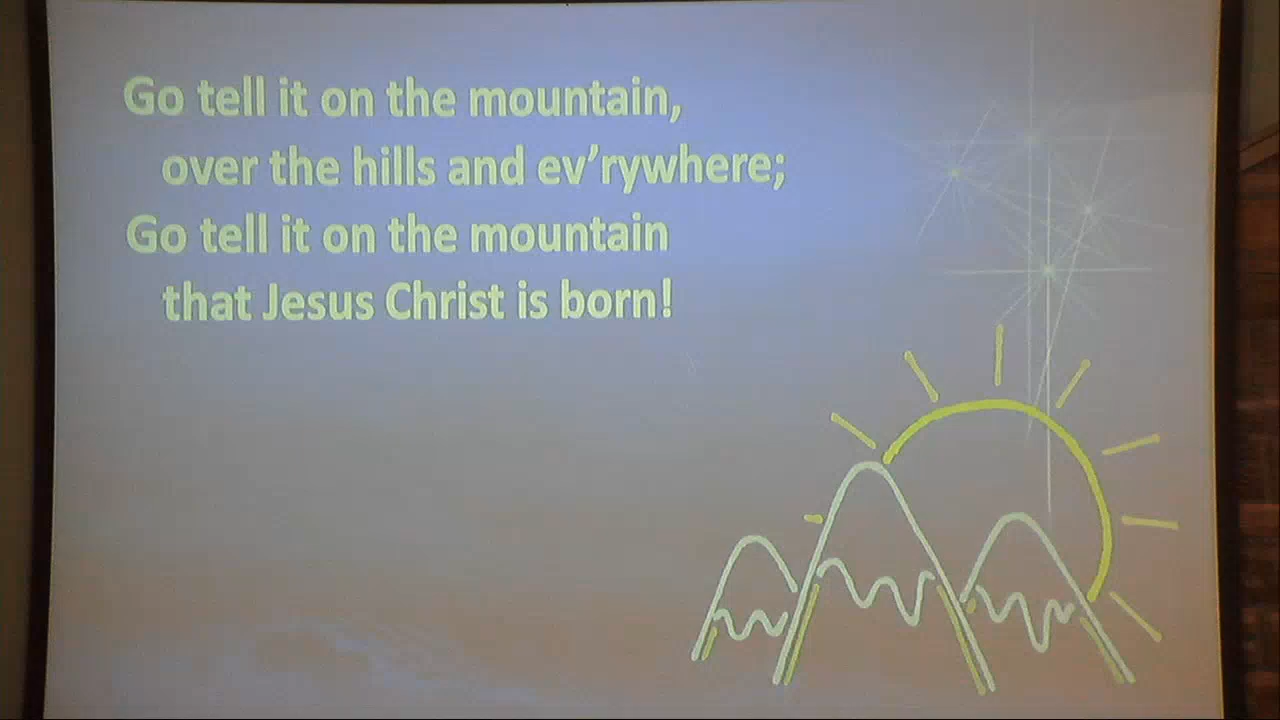 Go tell it on the mountain,
over the hills and ev’rywhere;
Go tell it on the mountain
that Jesus Christ is born!